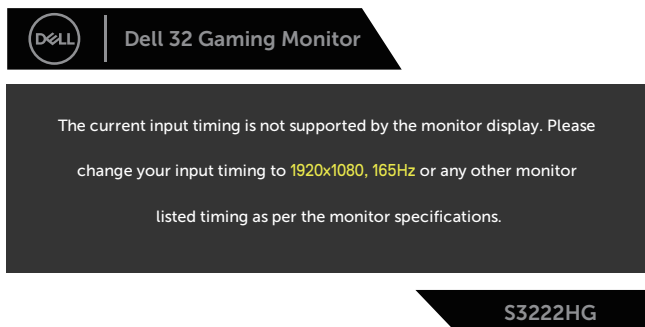 DELL
Dell 32 Gaming Monitor
The current input timing is not supported by the monitor display. Please
change your input timing to 1920x1080, 165Hz or any other monitor
listed timing as per the monitor specifications.
S3222HG